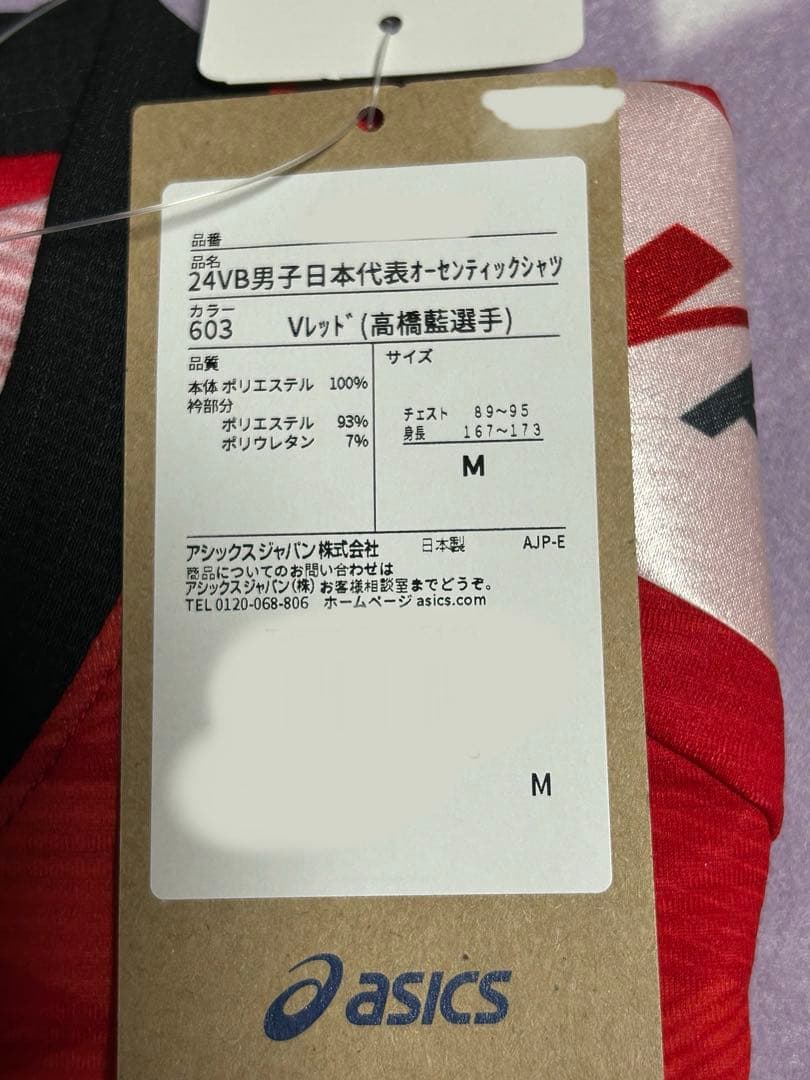 品番
品名
24VB男子日本代表オーセンティックシャツ
カラー
603 Vレッド(高橋藍選手)
品質
本体 ポリエステル 100%
衿部分
ポリエステル 93%
ポリウレタン 7%
サイズ
チェスト 89~95
身長 167~173
M
アシックスジャパン株式会社 日本製 AJP-E
商品についてのお問い合わせは
アシックスジャパン(株)お客様相談室までどうぞ。
TEL 0120-068-806 ホームページ asics.com
M
asics